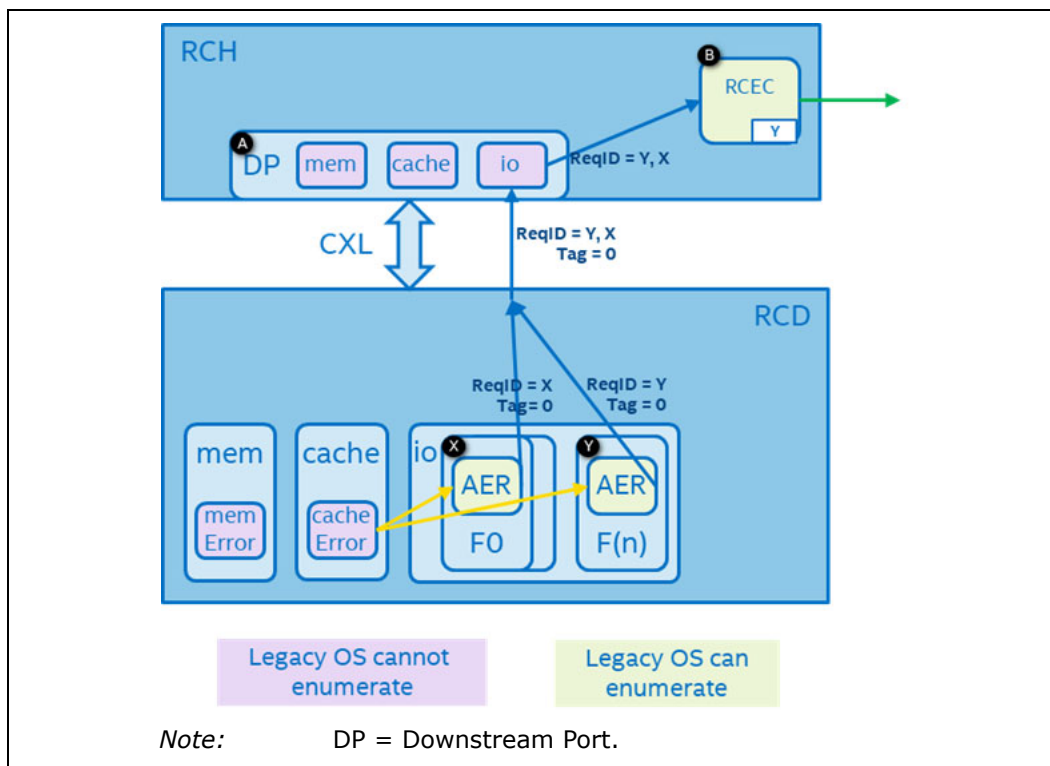 RCH
B
RCEC
Y
A
DP
mem
cache
io
ReqID = Y, X
CXL
ReqID = Y, X
Tag = 0
RCD
ReqID = X
Tag= 0
ReqID = Y
Tag = 0
mem
mem
Error
cache
cache
Error
io
X
AER
F0
Y
AER
F(n)
Legacy OS cannot
enumerate
Legacy OS can
enumerate
Note: DP = Downstream Port.